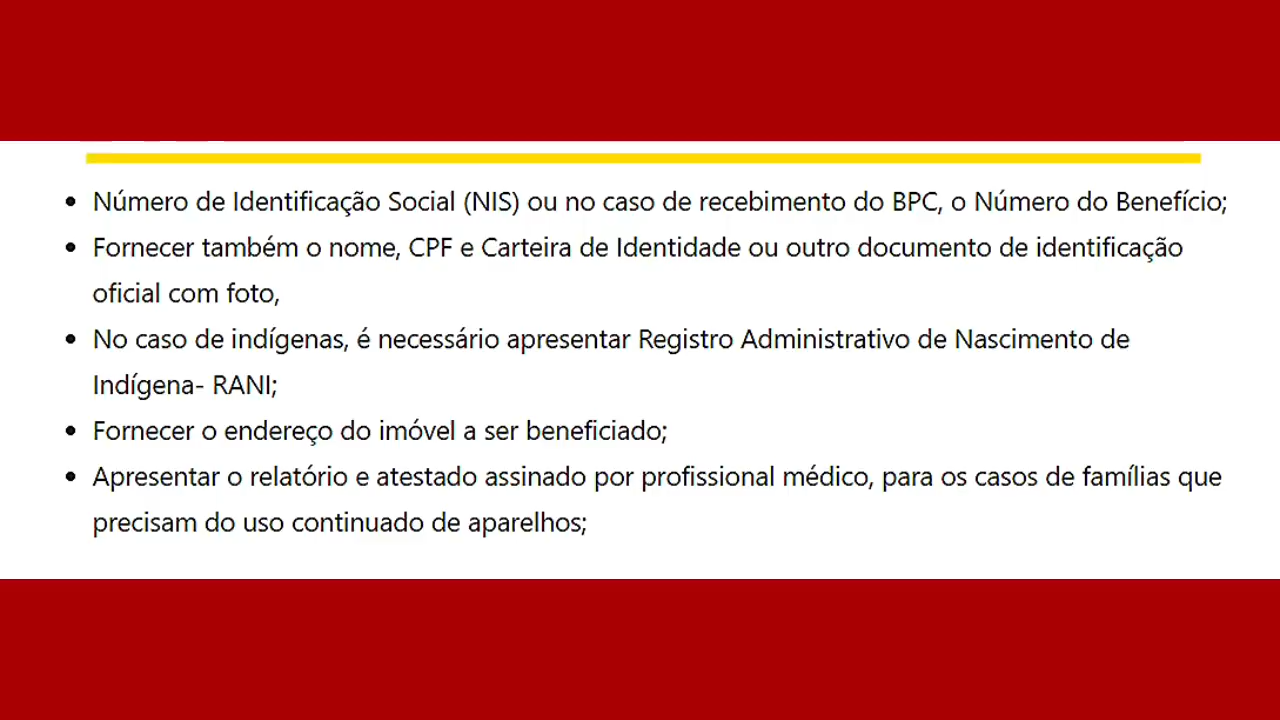 • Número de Identificação Social (NIS) ou no caso de recebimento do BPC, o Número do Benefício;
• Fornecer também o nome, CPF e Carteira de Identidade ou outro documento de identificação
oficial com foto,
• No caso de indígenas, é necessário apresentar Registro Administrativo de Nascimento de
Indígena- RANI;
• Fornecer o endereço do imóvel a ser beneficiado;
• Apresentar o relatório e atestado assinado por profissional médico, para os casos de famílias que
precisam do uso continuado de aparelhos;